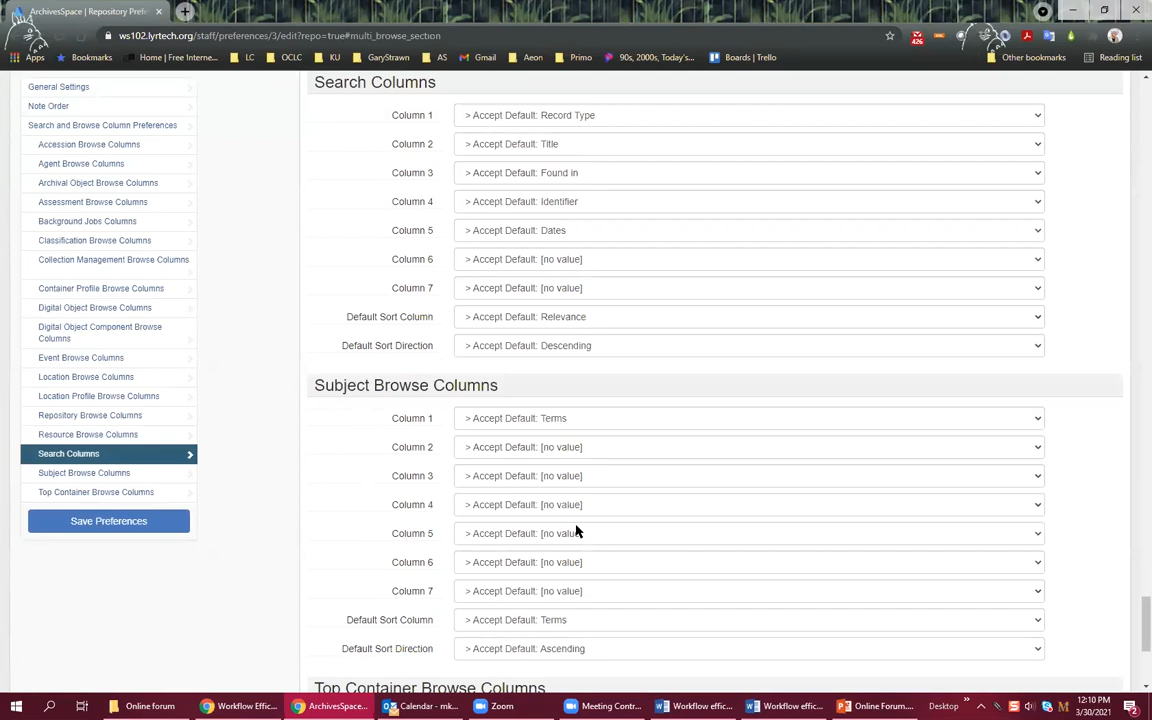 ArchivesSpace | Repository Pref
ws102.lyrtech.org/staff/preferences/3/edit?repo=true#multi_browse_section
426
Apps
Bookmarks
Home | Free Interne...
LC
OCLC
KU
GaryStrawn
AS
Gmail
Aeon
Primo
90s, 2000s, Today's...
Boards | Trello
Other bookmarks
Reading list
General Settings
Note Order
Search and Browse Column Preferences
Accession Browse Columns
Agent Browse Columns
Archival Object Browse Columns
Assessment Browse Columns
Background Jobs Columns
Classification Browse Columns
Collection Management Browse Columns
Container Profile Browse Columns
Digital Object Browse Columns
Digital Object Component Browse
Columns
Event Browse Columns
Location Browse Columns
Location Profile Browse Columns
Repository Browse Columns
Resource Browse Columns
Search Columns
Subject Browse Columns
Top Container Browse Columns
Save Preferences
Search Columns
Column 1 > Accept Default: Record Type
Column 2 > Accept Default: Title
Column 3 > Accept Default: Found in
Column 4 > Accept Default: Identifier
Column 5 > Accept Default: Dates
Column 6 > Accept Default: [no value]
Column 7 > Accept Default: [no value]
Default Sort Column > Accept Default: Relevance
Default Sort Direction > Accept Default: Descending
Subject Browse Columns
Column 1 > Accept Default: Terms
Column 2 > Accept Default: [no value]
Column 3 > Accept Default: [no value]
Column 4 > Accept Default: [no value]
Column 5 > Accept Default: [no value]
Column 6 > Accept Default: [no value]
Column 7 > Accept Default: [no value]
Default Sort Column > Accept Default: Terms
Default Sort Direction > Accept Default: Ascending
Top Container Browse Columns
Online forum
Workflow Effic...
ArchivesSpace...
Calendar - mk...
Zoom
Meeting Contr...
Workflow effic...
Workflow effic...
Online Forum....
Desktop
12:10 PM
3/30/2021
2